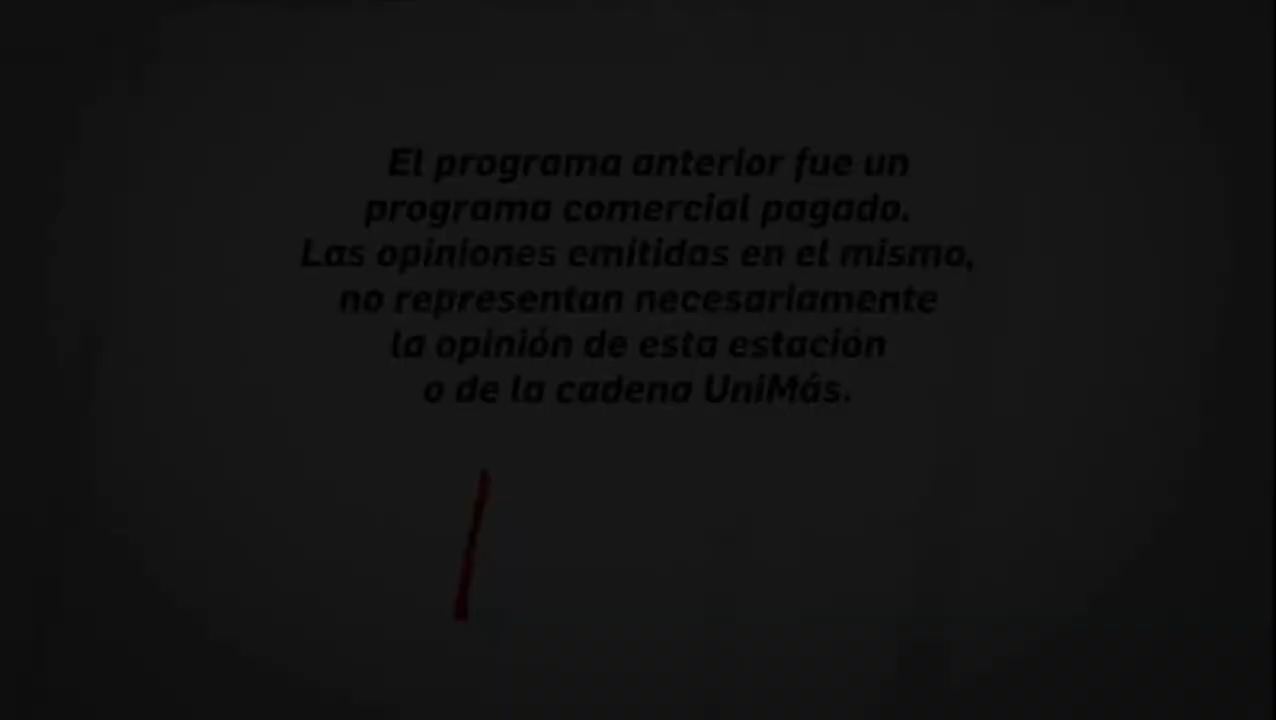 El programa anterior fue un
programa comercial pagado.
Las opiniones emitidas en el mismo,
no representan necesariamente
la opinión de esta estación
o de la cadena UniMás.